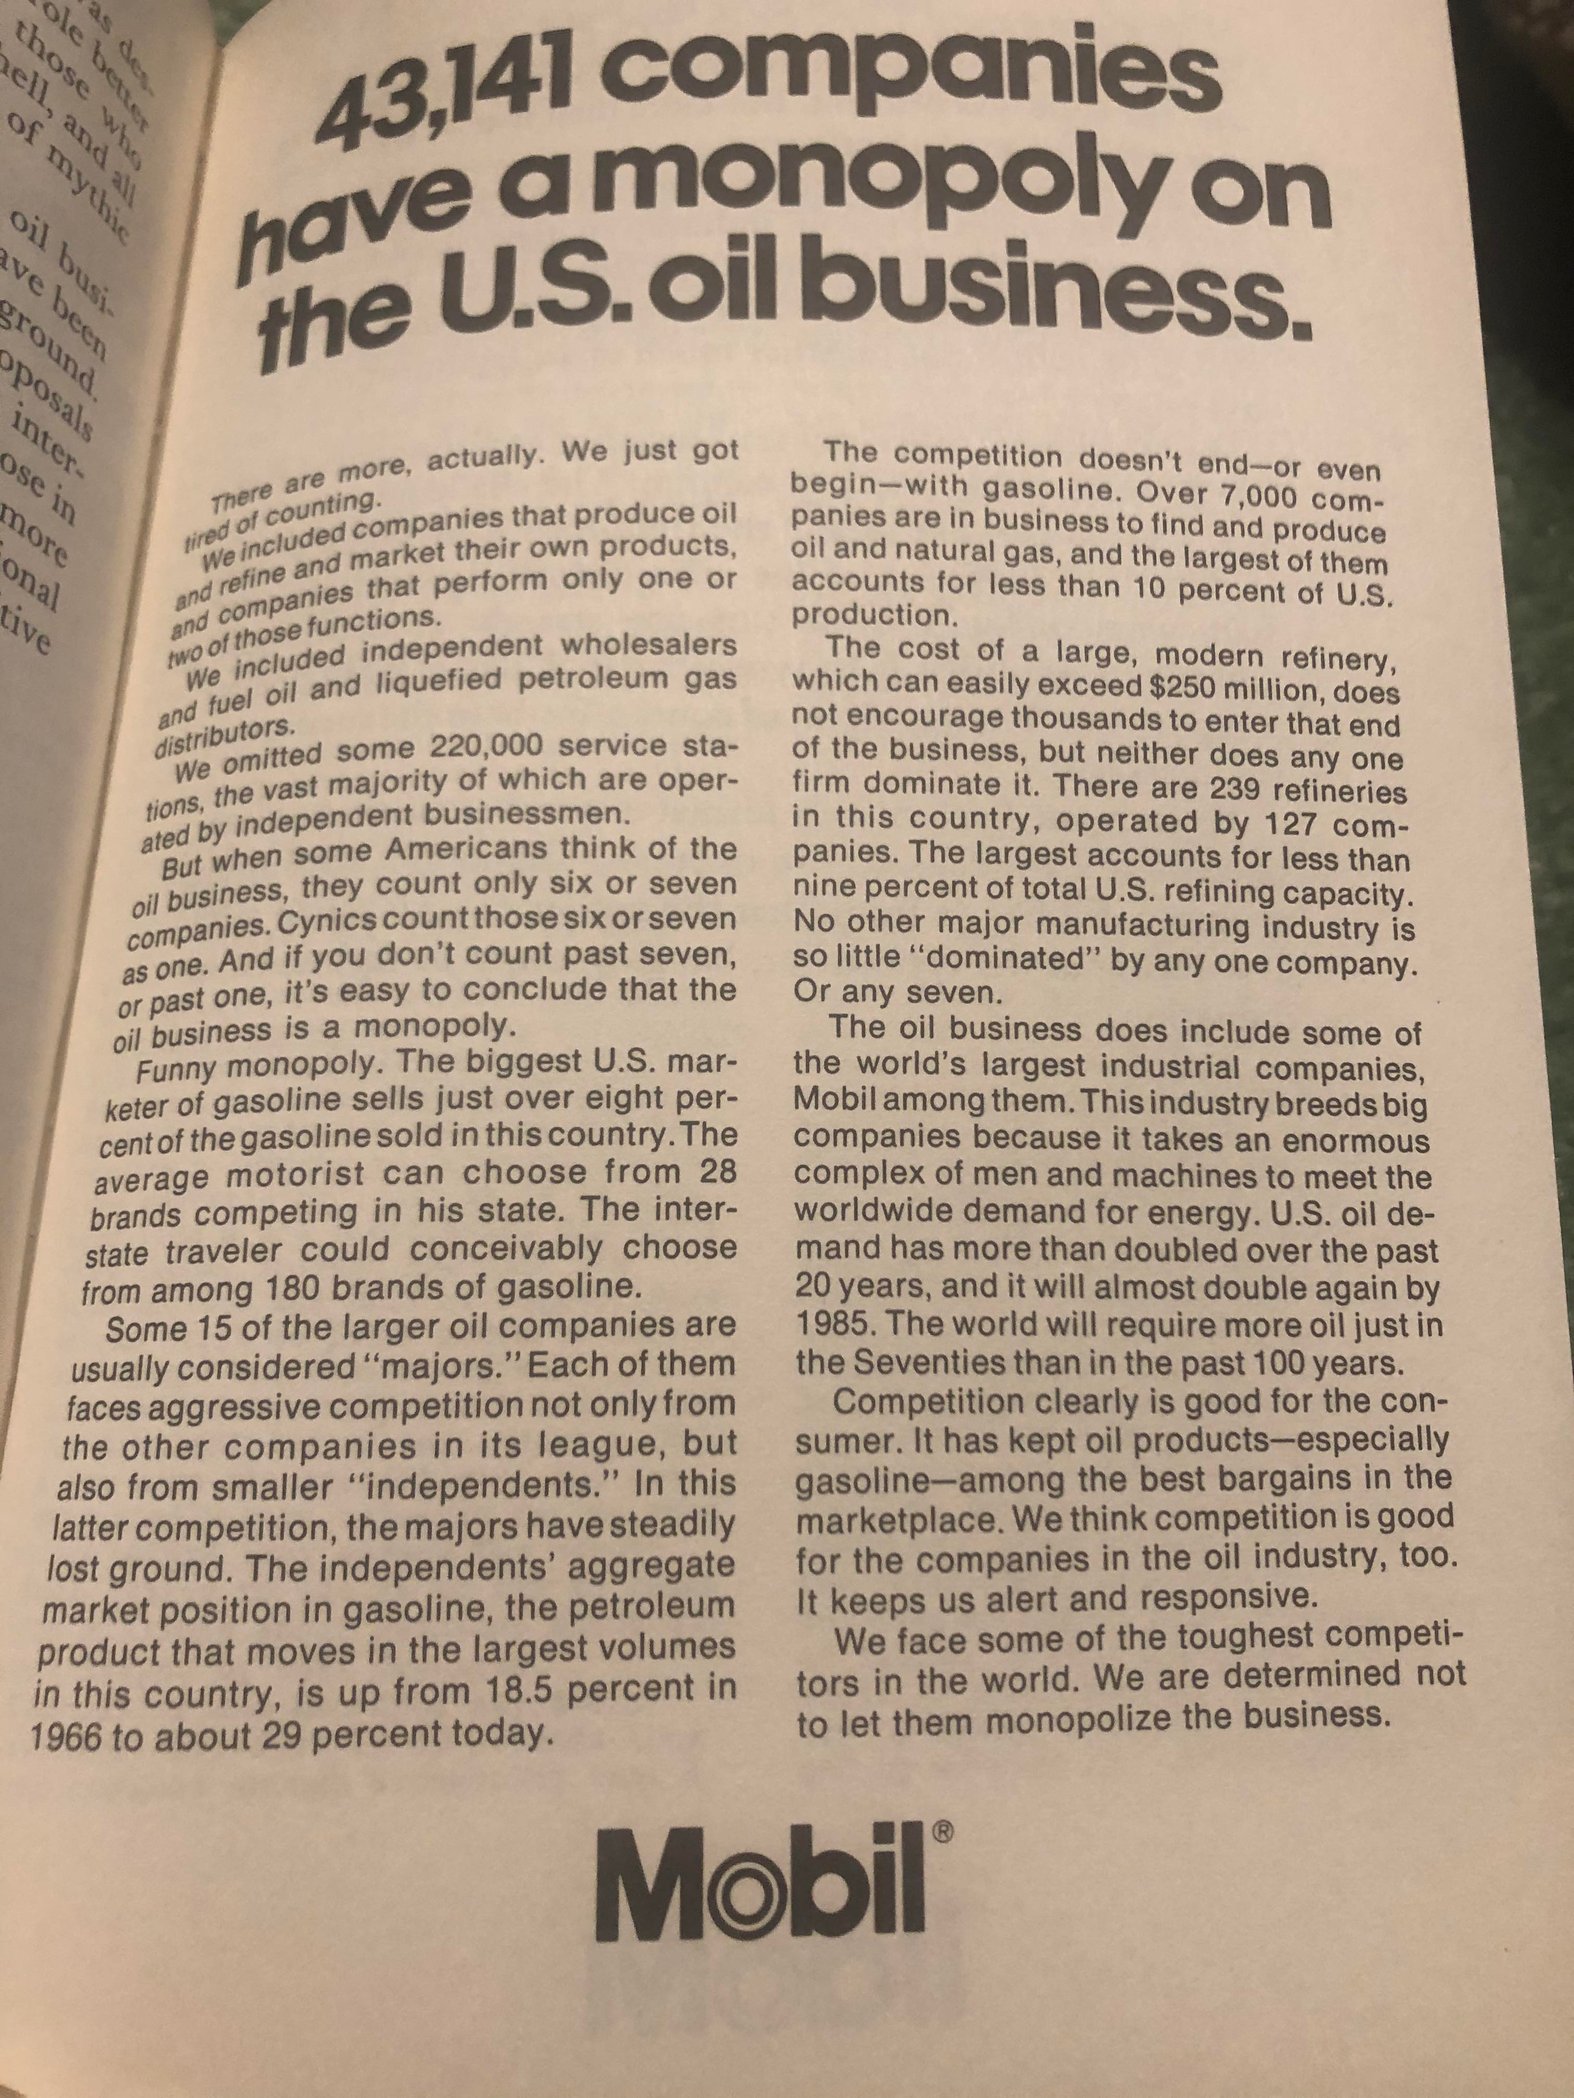 as des-
ole better
those who
hell, and all
of mythic
oil busi-
ave been
ground.
oposals
inter-
ose in
more
ional
tive
43,141 companies
have a monopoly on
the U.S. oil business.
There are more, actually. We just got
tired of counting.
We included companies that produce oil
and refine and market their own products,
and companies that perform only one or
two of those functions.
We included independent wholesalers
and fuel oil and liquefied petroleum gas
distributors.
We omitted some 220,000 service sta-
tions, the vast majority of which are oper-
ated by independent businessmen.
But when some Americans think of the
oil business, they count only six or seven
companies. Cynics count those six or seven
as one. And if you don't count past seven,
or past one, it's easy to conclude that the
oil business is a monopoly.
Funny monopoly. The biggest U.S. mar-
keter of gasoline sells just over eight per-
cent of the gasoline sold in this country. The
average motorist can choose from 28
brands competing in his state. The inter-
state traveler could conceivably choose
from among 180 brands of gasoline.
Some 15 of the larger oil companies are
usually considered "majors." Each of them
faces aggressive competition not only from
the other companies in its league, but
also from smaller "independents." In this
latter competition, the majors have steadily
lost ground. The independents' aggregate
market position in gasoline, the petroleum
product that moves in the largest volumes
in this country, is up from 18.5 percent in
1966 to about 29 percent today.
The competition doesn't end—or even
begin—with gasoline. Over 7,000 com-
panies are in business to find and produce
oil and natural gas, and the largest of them
accounts for less than 10 percent of U.S.
production.
The cost of a large, modern refinery,
which can easily exceed $250 million, does
not encourage thousands to enter that end
of the business, but neither does any one
firm dominate it. There are 239 refineries
in this country, operated by 127 com-
panies. The largest accounts for less than
nine percent of total U.S. refining capacity.
No other major manufacturing industry is
so little "dominated" by any one company.
Or any seven.
The oil business does include some of
the world's largest industrial companies,
Mobil among them. This industry breeds big
companies because it takes an enormous
complex of men and machines to meet the
worldwide demand for energy. U.S. oil de-
mand has more than doubled over the past
20 years, and it will almost double again by
1985. The world will require more oil just in
the Seventies than in the past 100 years.
Competition clearly is good for the con-
sumer. It has kept oil products—especially
gasoline—among the best bargains in the
marketplace. We think competition is good
for the companies in the oil industry, too.
It keeps us alert and responsive.
We face some of the toughest competi-
tors in the world. We are determined not
to let them monopolize the business.
Mobil®